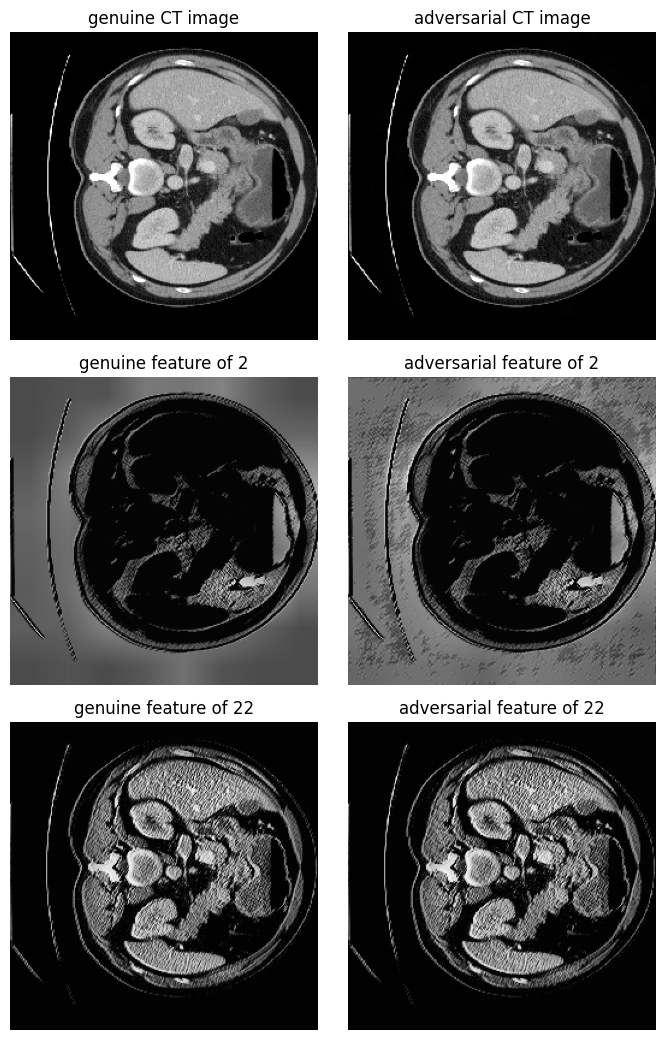 genuine CT image
adversarial CT image
genuine feature of 2
adversarial feature of 2
genuine feature of 22
adversarial feature of 22